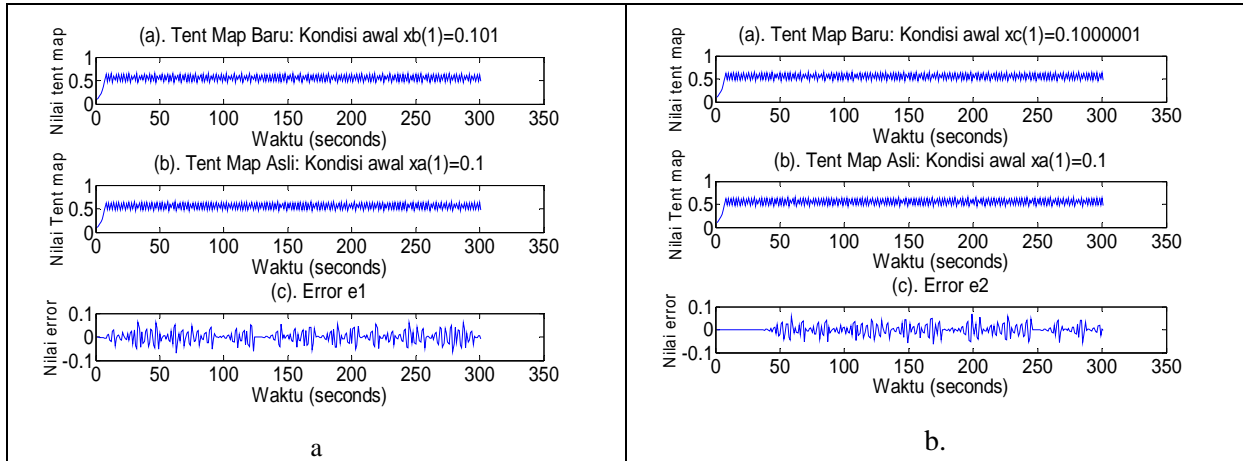 (a). Tent Map Baru: Kondisi awal xb(1)=0.101
Nilai tent map
1
0.5
0
0 50 100 150 200 250 300 350
Waktu (seconds)
(b). Tent Map Asli: Kondisi awal xa(1)=0.1
Nilai Tent map
1
0.5
0
0 50 100 150 200 250 300 350
Waktu (seconds)
(c). Error e1
Nilai error
0.1
0
-0.1
0 50 100 150 200 250 300 350
Waktu (seconds)
a
(a). Tent Map Baru: Kondisi awal xc(1)=0.1000001
Nilai tent map
1
0.5
0
0 50 100 150 200 250 300 350
Waktu (seconds)
(b). Tent Map Asli: Kondisi awal xa(1)=0.1
Nilai Tent map
1
0.5
0
0 50 100 150 200 250 300 350
Waktu (seconds)
(c). Error e2
Nilai error
0.1
0
-0.1
0 50 100 150 200 250 300 350
Waktu (seconds)
b.